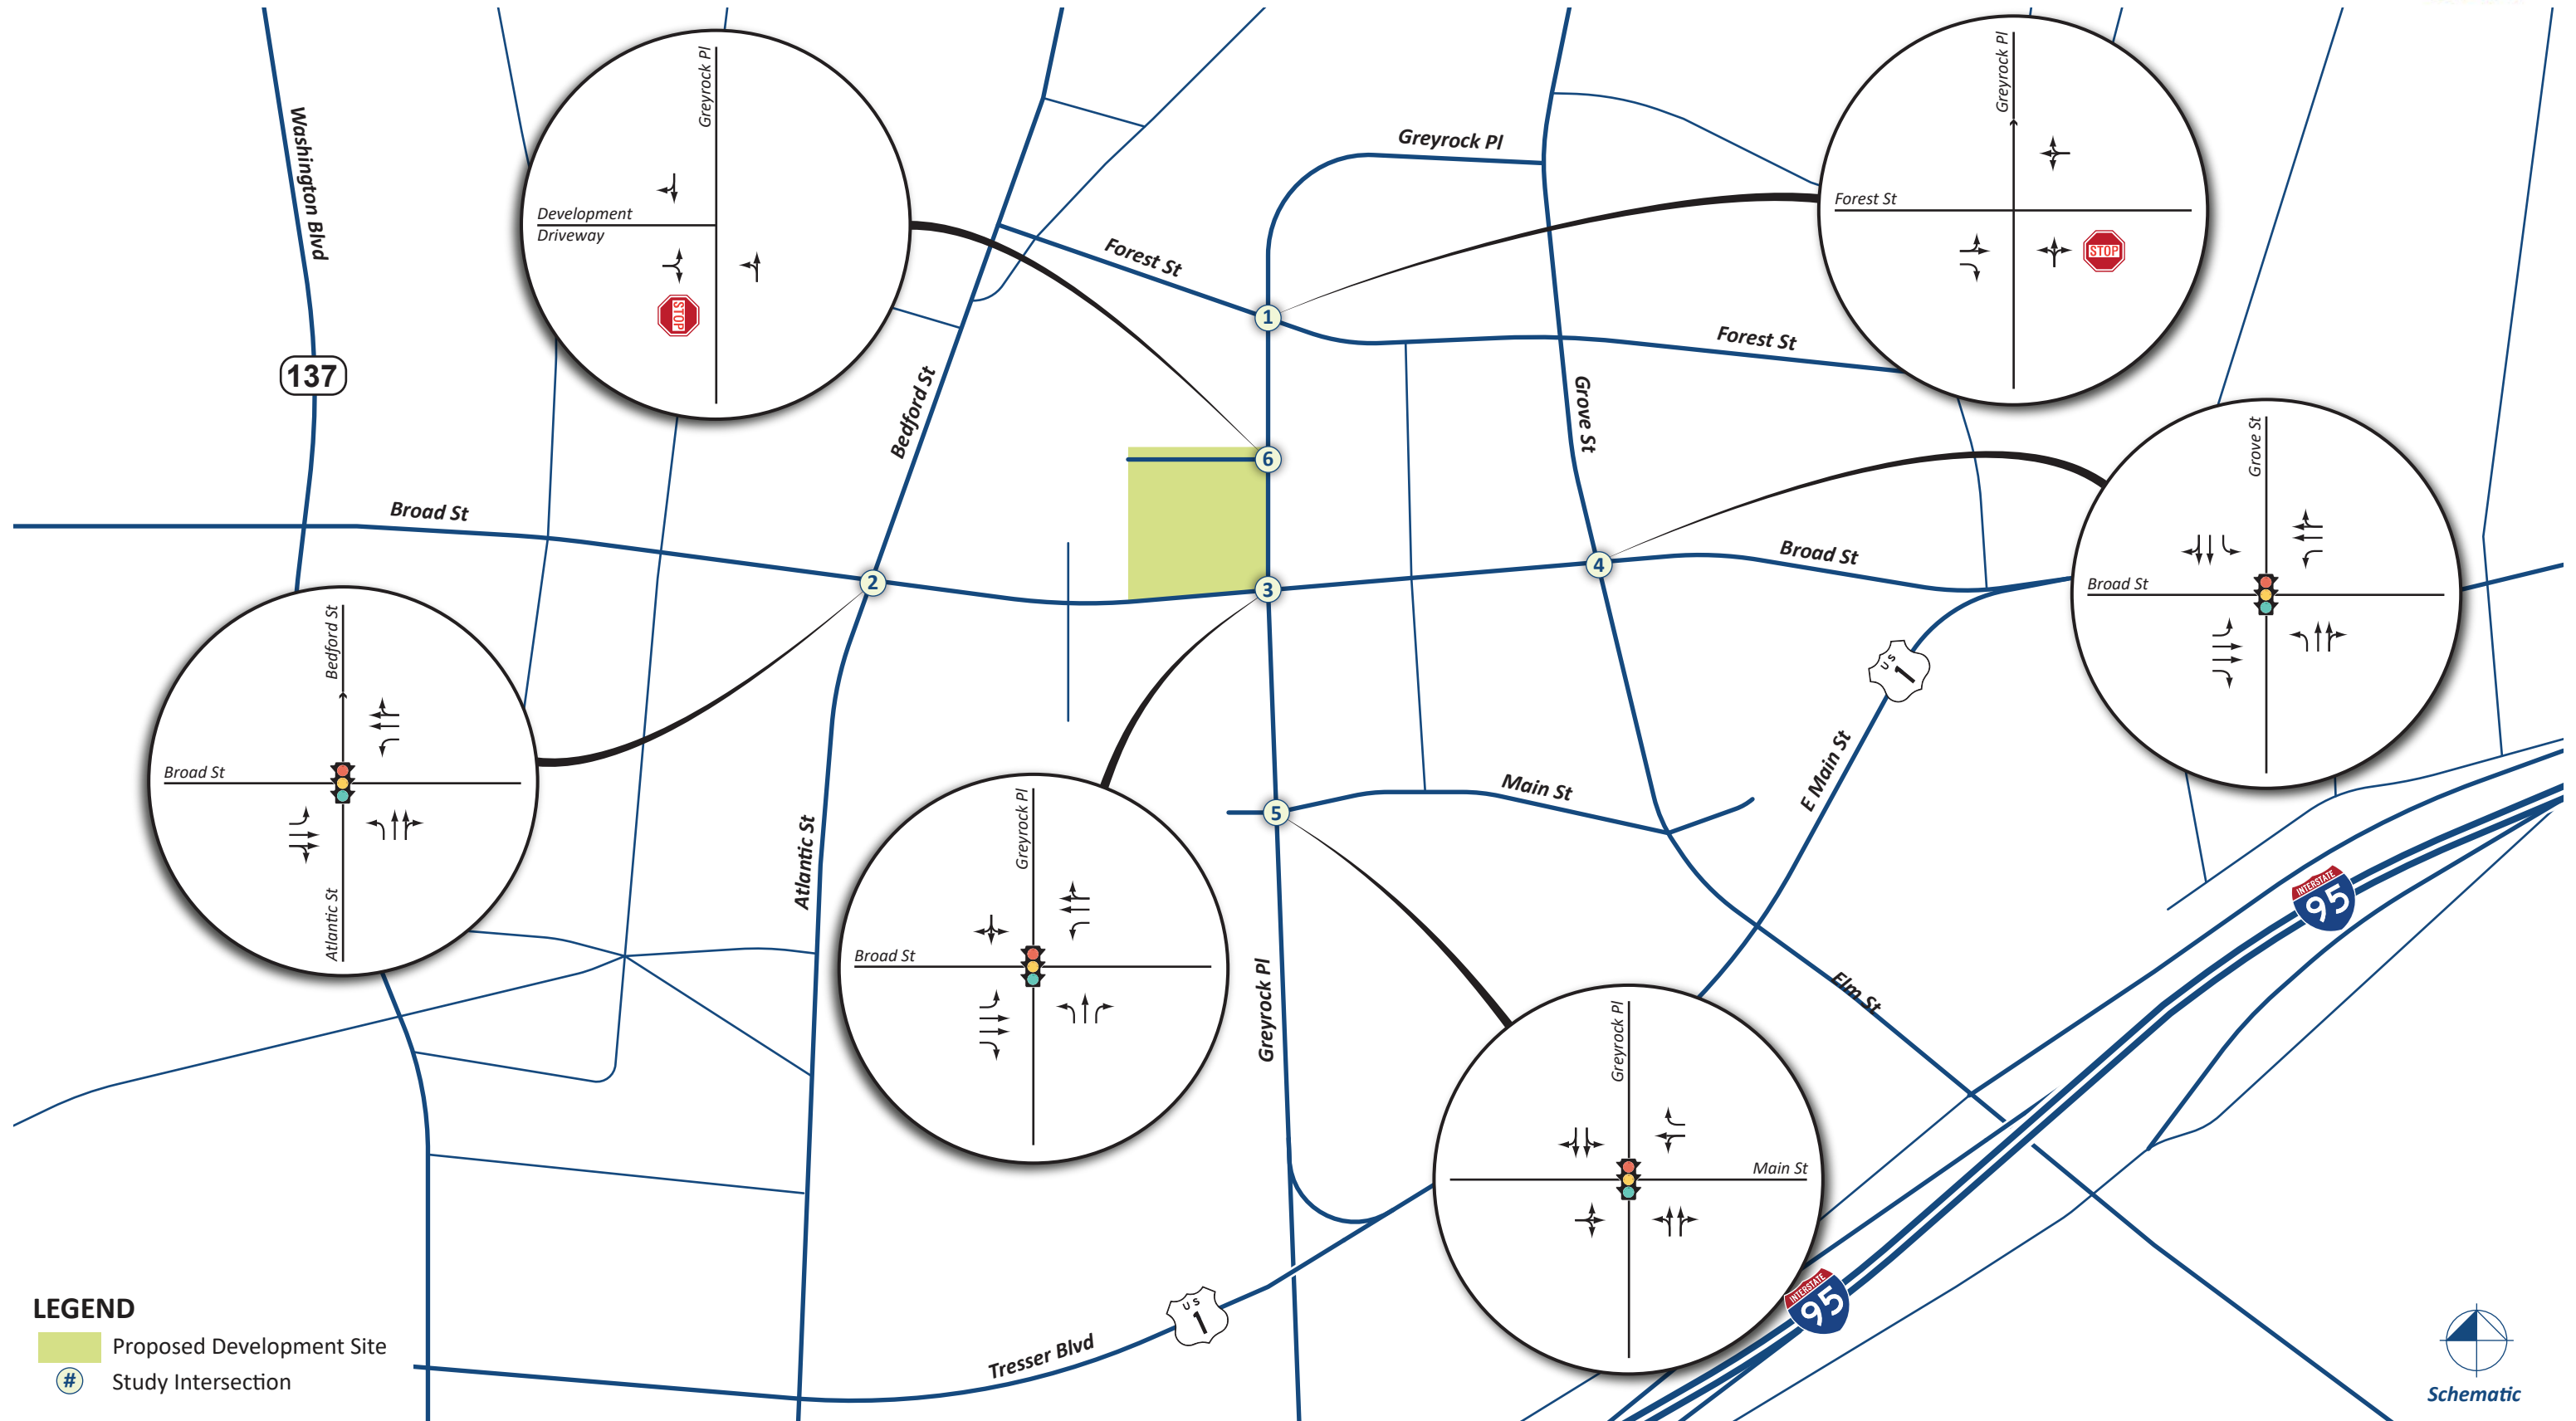 Washington Blvd
137
Greyrock Pl
Development
Driveway
STOP
Bedford St
Forest St
Greyrock Pl
Grove St
Forest St
Greyrock Pl
Forest St
STOP
1
6
Broad St
2
3
4
Broad St
Grove St
Broad St
Bedford St
Broad St
Atlantic St
Atlantic St
Greyrock Pl
Broad St
5
Main St
US
1
E Main St
Greyrock Pl
Elm St
INTERSTATE
95
Greyrock Pl
Main St
INTERSTATE
95
US
1
Tresser Blvd
LEGEND
Proposed Development Site
# Study Intersection
Schematic